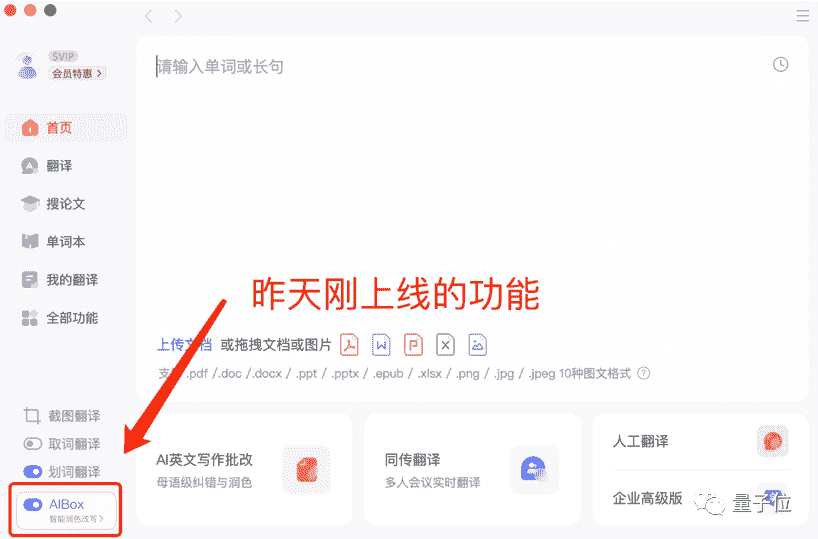 SVIP
会员特惠 >
请输入单词或长句
首页
翻译
搜论文
单词本
我的翻译
全部功能
昨天刚上线的功能
上传文档 或拖拽文档或图片
.pdf /.doc /.docx / .ppt / .pptx / .epub / .xlsx / .png / .jpg / .jpeg 10种图文格式 ?
截图翻译
取词翻译
划词翻译
AIBox
智能润色改写 >
AI英文写作批改
母语级纠错与润色
同传翻译
多人会议实时翻译
人工翻译
企业高级版
量子位